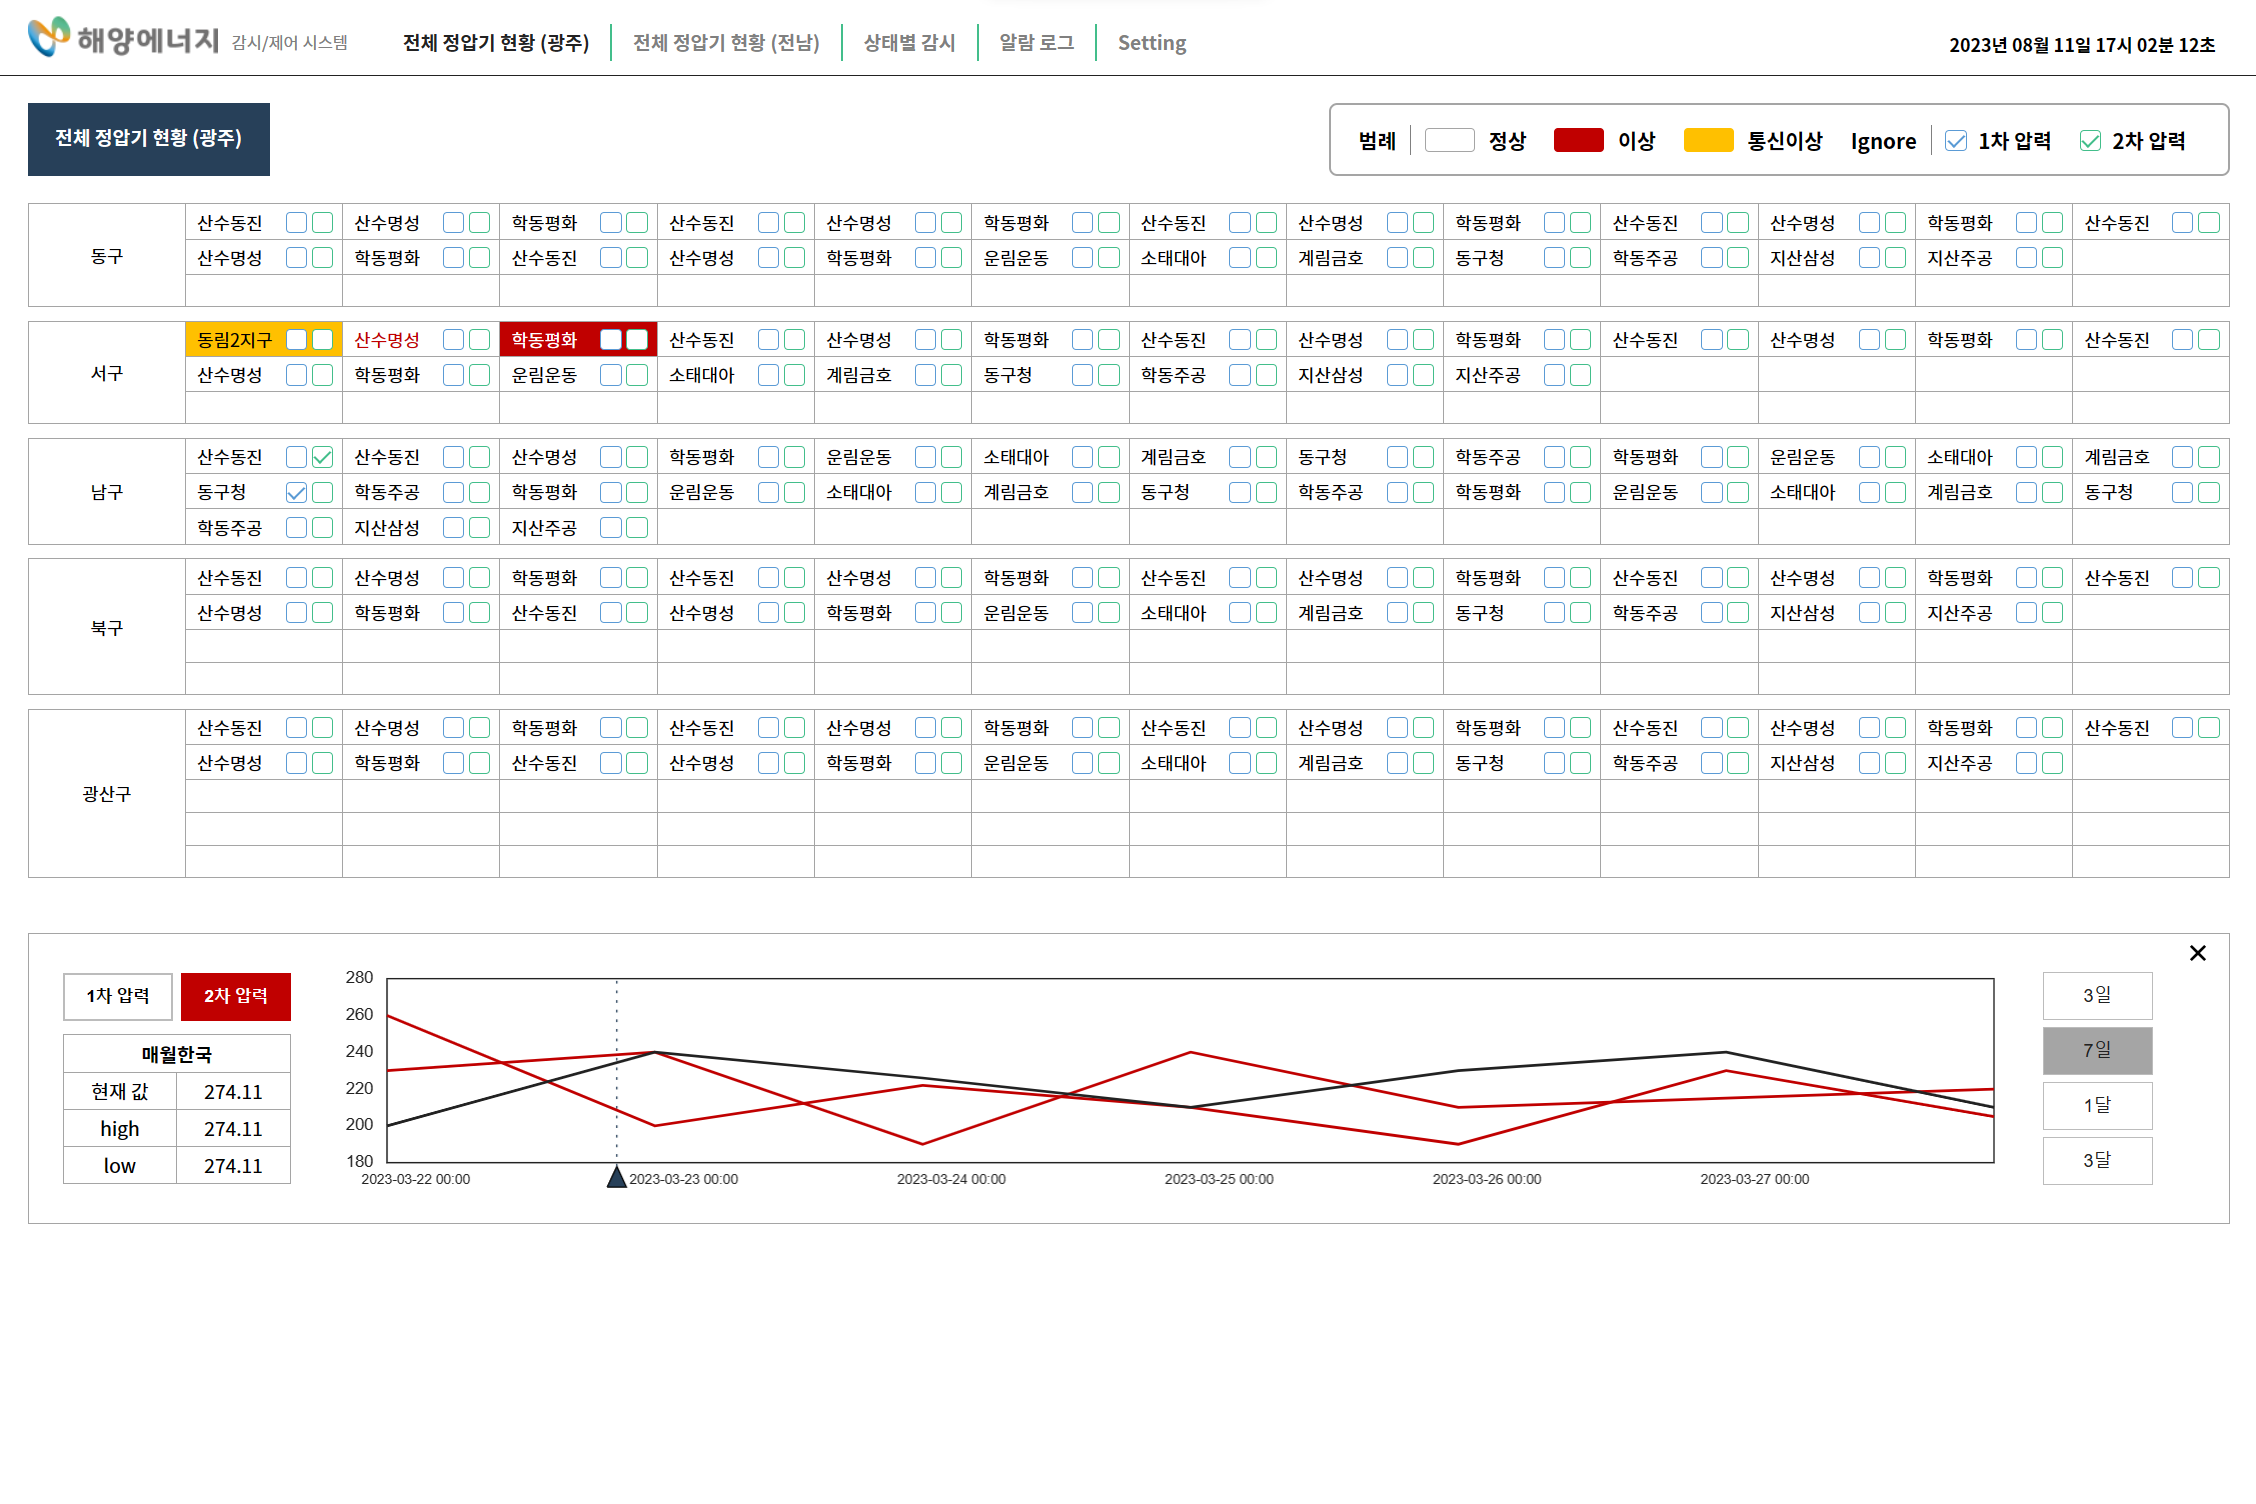 해양에너지 감시/제어 시스템 전체 정압기 현황 (광주) 전체 정압기 현황 (전남) 상태별 감시 알람 로그 Setting 2023년 08월 11일 17시 02분 12초
전체 정압기 현황 (광주)
범례 정상 이상 통신이상 Ignore 1차 압력 2차 압력
동구
산수동진 산수명성 학동평화 산수동진 산수명성 학동평화 산수동진 산수명성 학동평화 산수동진 산수명성 학동평화 산수동진
산수명성 학동평화 산수동진 산수명성 학동평화 운림운동 소태대아 계림금호 동구청 학동주공 지산삼성 지산주공
서구
동림2지구 산수명성 학동평화 산수동진 산수명성 학동평화 산수동진 산수명성 학동평화 산수동진 산수명성 학동평화 산수동진
산수명성 학동평화 운림운동 소태대아 계림금호 동구청 학동주공 지산삼성 지산주공
남구
산수동진 산수동진 산수명성 학동평화 운림운동 소태대아 계림금호 동구청 학동주공 학동평화 운림운동 소태대아 계림금호
동구청 학동주공 학동평화 운림운동 소태대아 계림금호 동구청 학동주공 학동평화 운림운동 소태대아 계림금호 동구청
학동주공 지산삼성 지산주공
북구
산수동진 산수명성 학동평화 산수동진 산수명성 학동평화 산수동진 산수명성 학동평화 산수동진 산수명성 학동평화 산수동진
산수명성 학동평화 산수동진 산수명성 학동평화 운림운동 소태대아 계림금호 동구청 학동주공 지산삼성 지산주공
광산구
산수동진 산수명성 학동평화 산수동진 산수명성 학동평화 산수동진 산수명성 학동평화 산수동진 산수명성 학동평화 산수동진
산수명성 학동평화 산수동진 산수명성 학동평화 운림운동 소태대아 계림금호 동구청 학동주공 지산삼성 지산주공
1차 압력 2차 압력
매월한국
현재 값 274.11
high 274.11
low 274.11
280
260
240
220
200
180
2023-03-22 00:00 2023-03-23 00:00 2023-03-24 00:00 2023-03-25 00:00 2023-03-26 00:00 2023-03-27 00:00
3일
7일
1달
3달